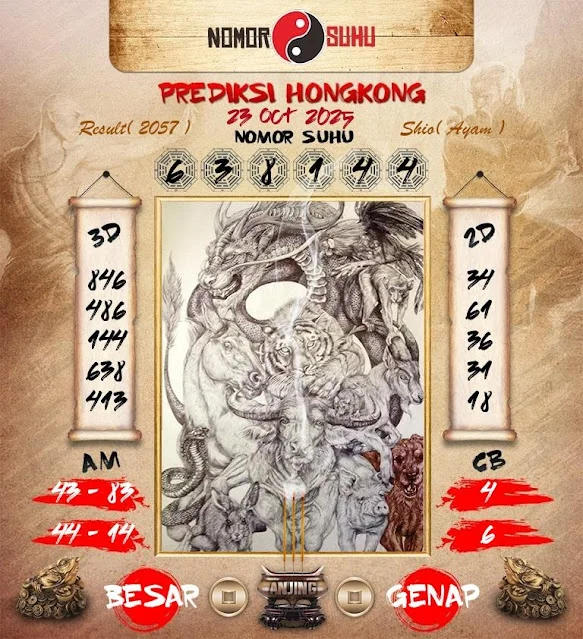 NOMOR SUHU
PREDIKSI HONGKONG
23 Oct 2025
Result( 2057 )
NOMOR SUHU
Shio( Ayam )
6 3 8 1 4 4
3D
846
486
144
638
413
2D
34
61
36
31
18
AM
43 - 83
44 - 14
CB
4
6
BESAR
ANJING
GENAP